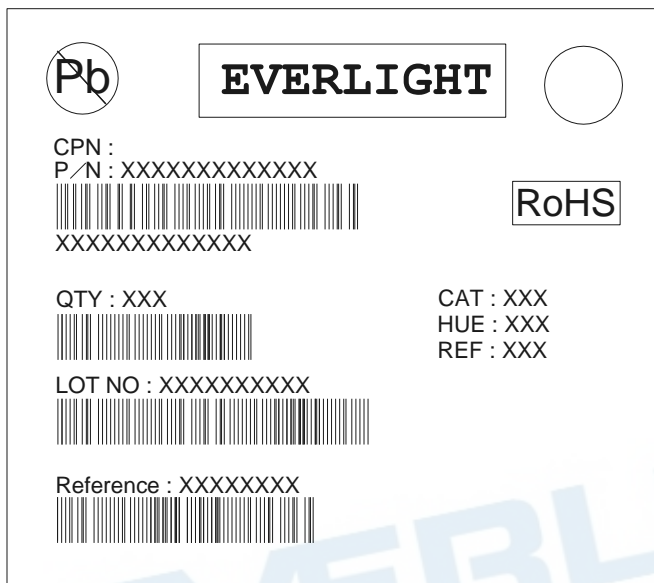 Pb
EVERLIGHT
CPN :
P/N : XXXXXXXXXXXXX
XXXXXXXXXXXXX
RoHS
QTY : XXX
CAT : XXX
HUE : XXX
REF : XXX
LOT NO : XXXXXXXXXX
Reference : XXXXXXXX
EVERL